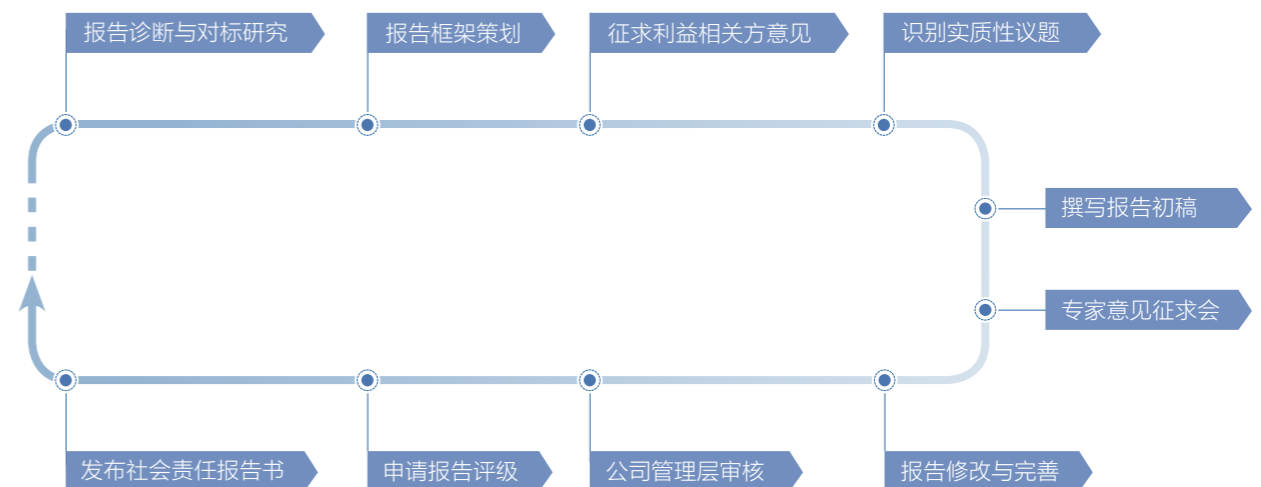 报告诊断与对标研究
报告框架策划
征求利益相关方意见
识别实质性议题
撰写报告初稿
专家意见征求会
报告修改与完善
公司管理层审核
申请报告评级
发布社会责任报告书